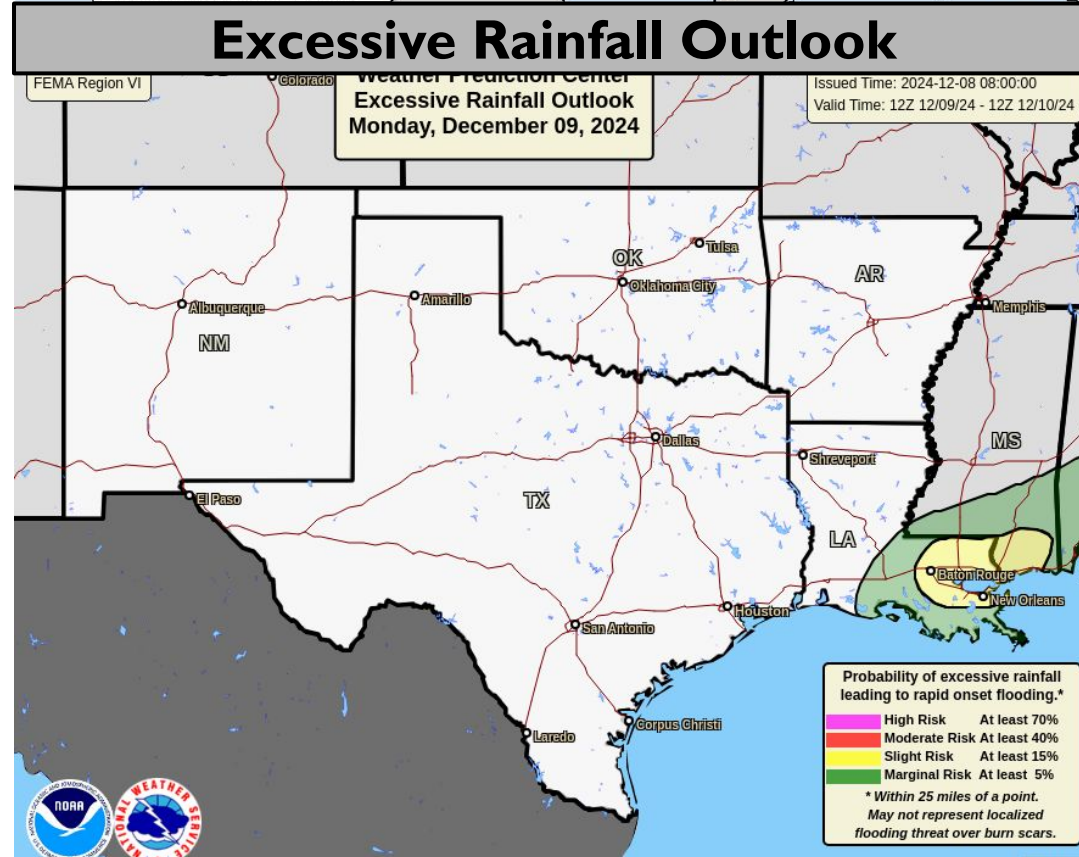 Excessive Rainfall Outlook
FEMA Region VI
Colorado
Weather Prediction Center
Excessive Rainfall Outlook
Monday, December 09, 2024
Issued Time: 2024-12-08 08:00:00
Valid Time: 12Z 12/09/24 - 12Z 12/10/24
Tulsa
OK
Oklahoma City
AR
Albuquerque
Amarillo
Memphis
NM
Dallas
MS
Shreveport
El Paso
TX
LA
Baton Rouge
New Orleans
Houston
San Antonio
Corpus Christi
Laredo
Probability of excessive rainfall
leading to rapid onset flooding.*
High Risk At least 70%
Moderate Risk At least 40%
Slight Risk At least 15%
Marginal Risk At least 5%
* Within 25 miles of a point.
May not represent localized
flooding threat over burn scars.
NOAA
NATIONAL WEATHER SERVICE